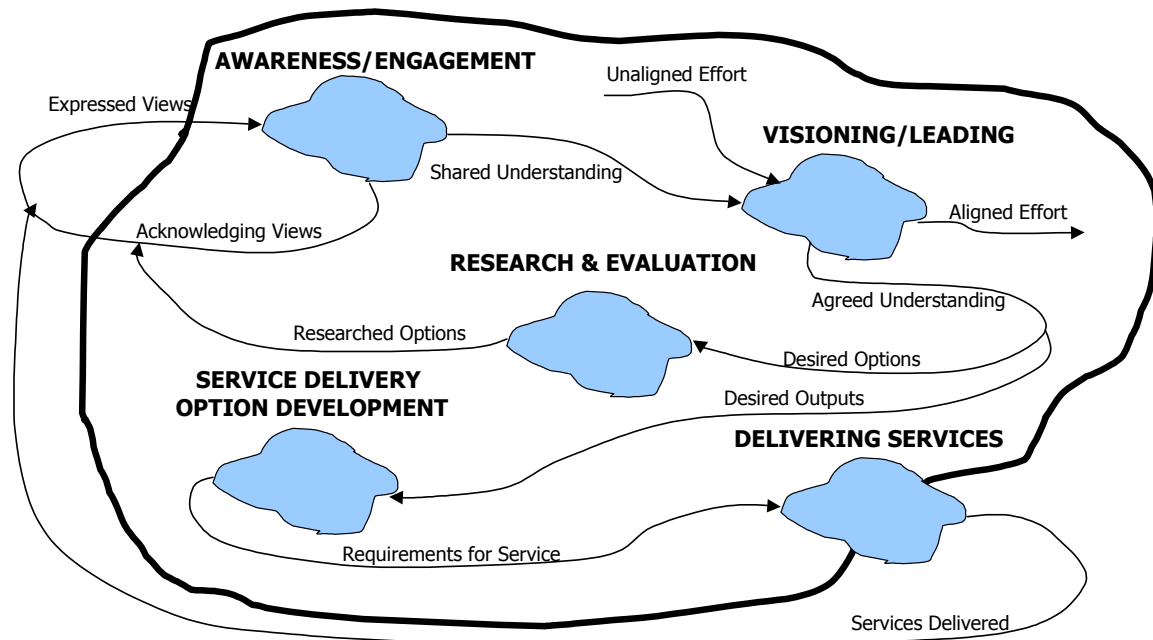 AWARENESS/ENGAGEMENT
Unaligned Effort
Expressed Views
VISIONING/LEADING
Shared Understanding
Aligned Effort
Acknowledging Views
RESEARCH & EVALUATION
Agreed Understanding
Researched Options
Desired Options
SERVICE DELIVERY
OPTION DEVELOPMENT
Desired Outputs
DELIVERING SERVICES
Requirements for Service
Services Delivered